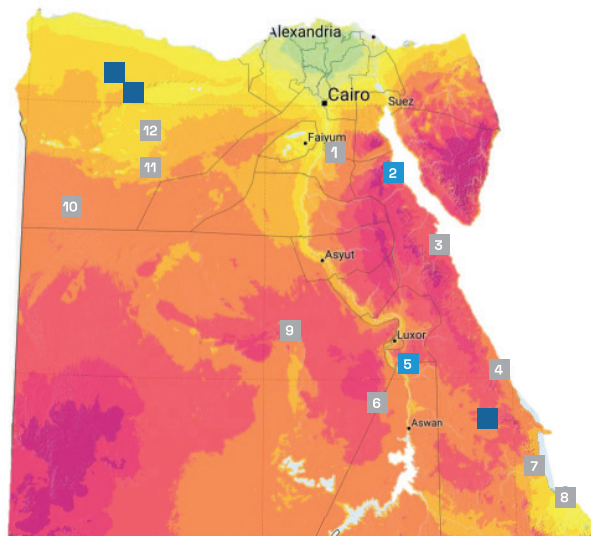 Alexandria
Cairo
Suez
12
Faiyum
1
11
2
10
3
Asyut
9
Luxor
5
4
6
Aswan
7
8